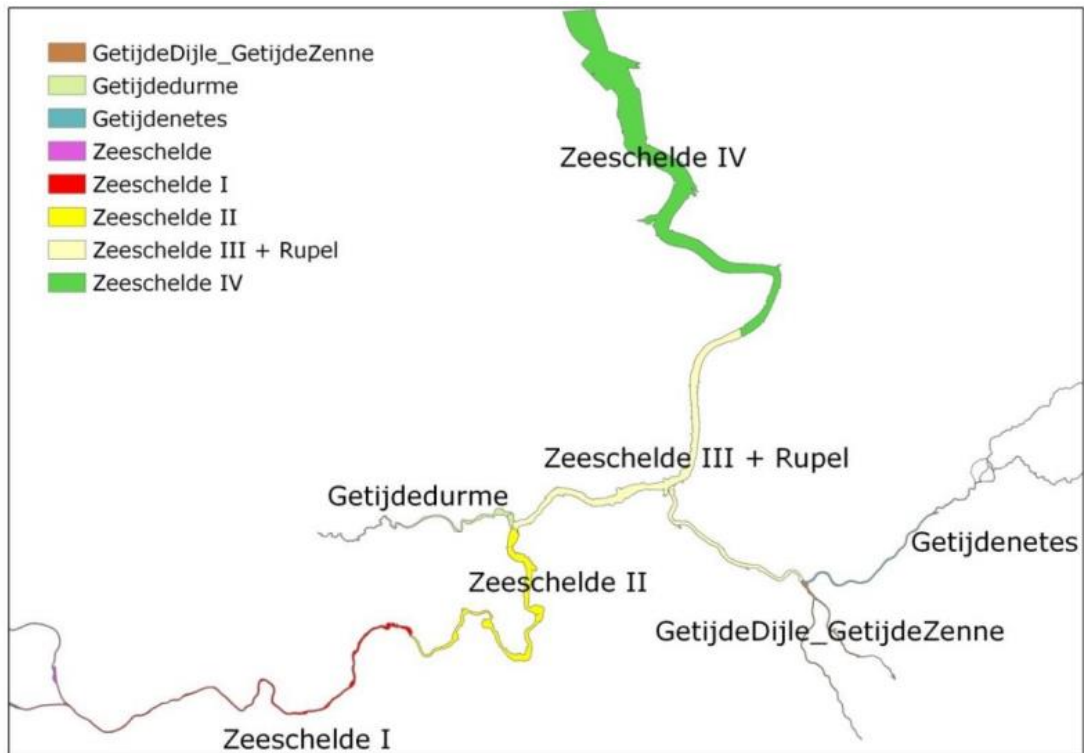 GetijdeDijle_GetijdeZenne
Getijdedurme
Getijdenetes
Zeeschelde
Zeeschelde I
Zeeschelde II
Zeeschelde III + Rupel
Zeeschelde IV
Zeeschelde IV
Zeeschelde III + Rupel
Getijdedurme
Getijdenetes
Zeeschelde II
GetijdeDijle_GetijdeZenne
Zeeschelde I